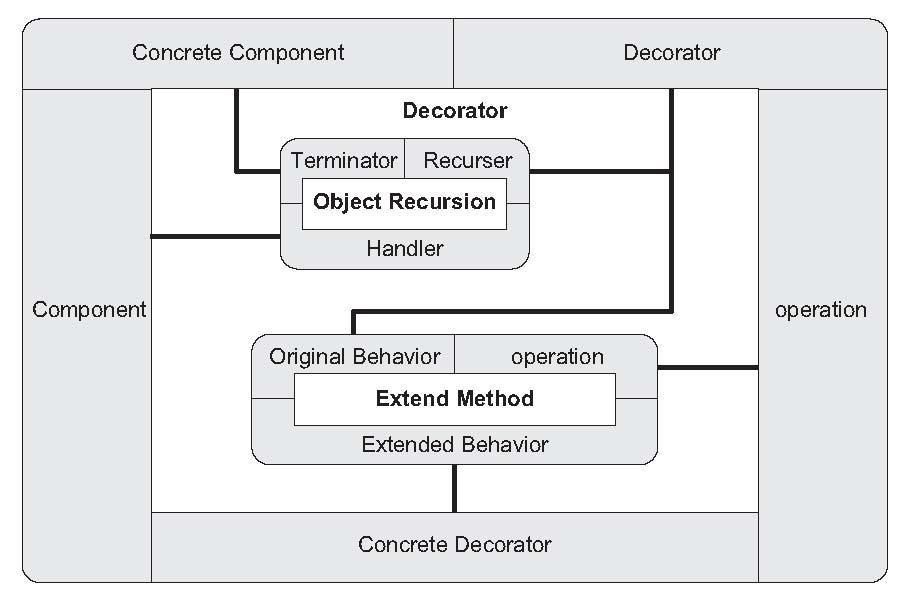 Concrete Component
Decorator
Decorator
Terminator
Recurser
Object Recursion
Handler
Component
operation
Original Behavior
operation
Extend Method
Extended Behavior
Concrete Decorator